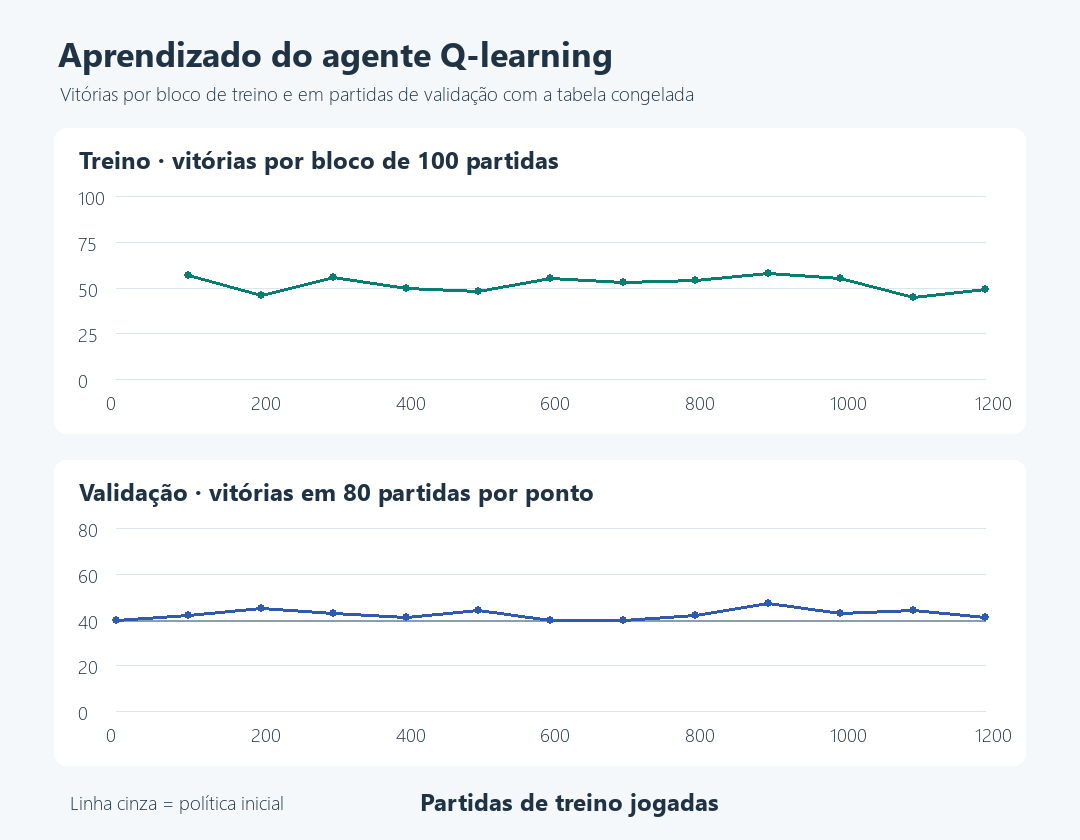 Aprendizado do agente Q-learning
Vitórias por bloco de treino e em partidas de validação com a tabela congelada
Treino · vitórias por bloco de 100 partidas
100
75
50
25
0
0 200 400 600 800 1000 1200
Validação · vitórias em 80 partidas por ponto
80
60
40
20
0
0 200 400 600 800 1000 1200
Linha cinza = política inicial
Partidas de treino jogadas